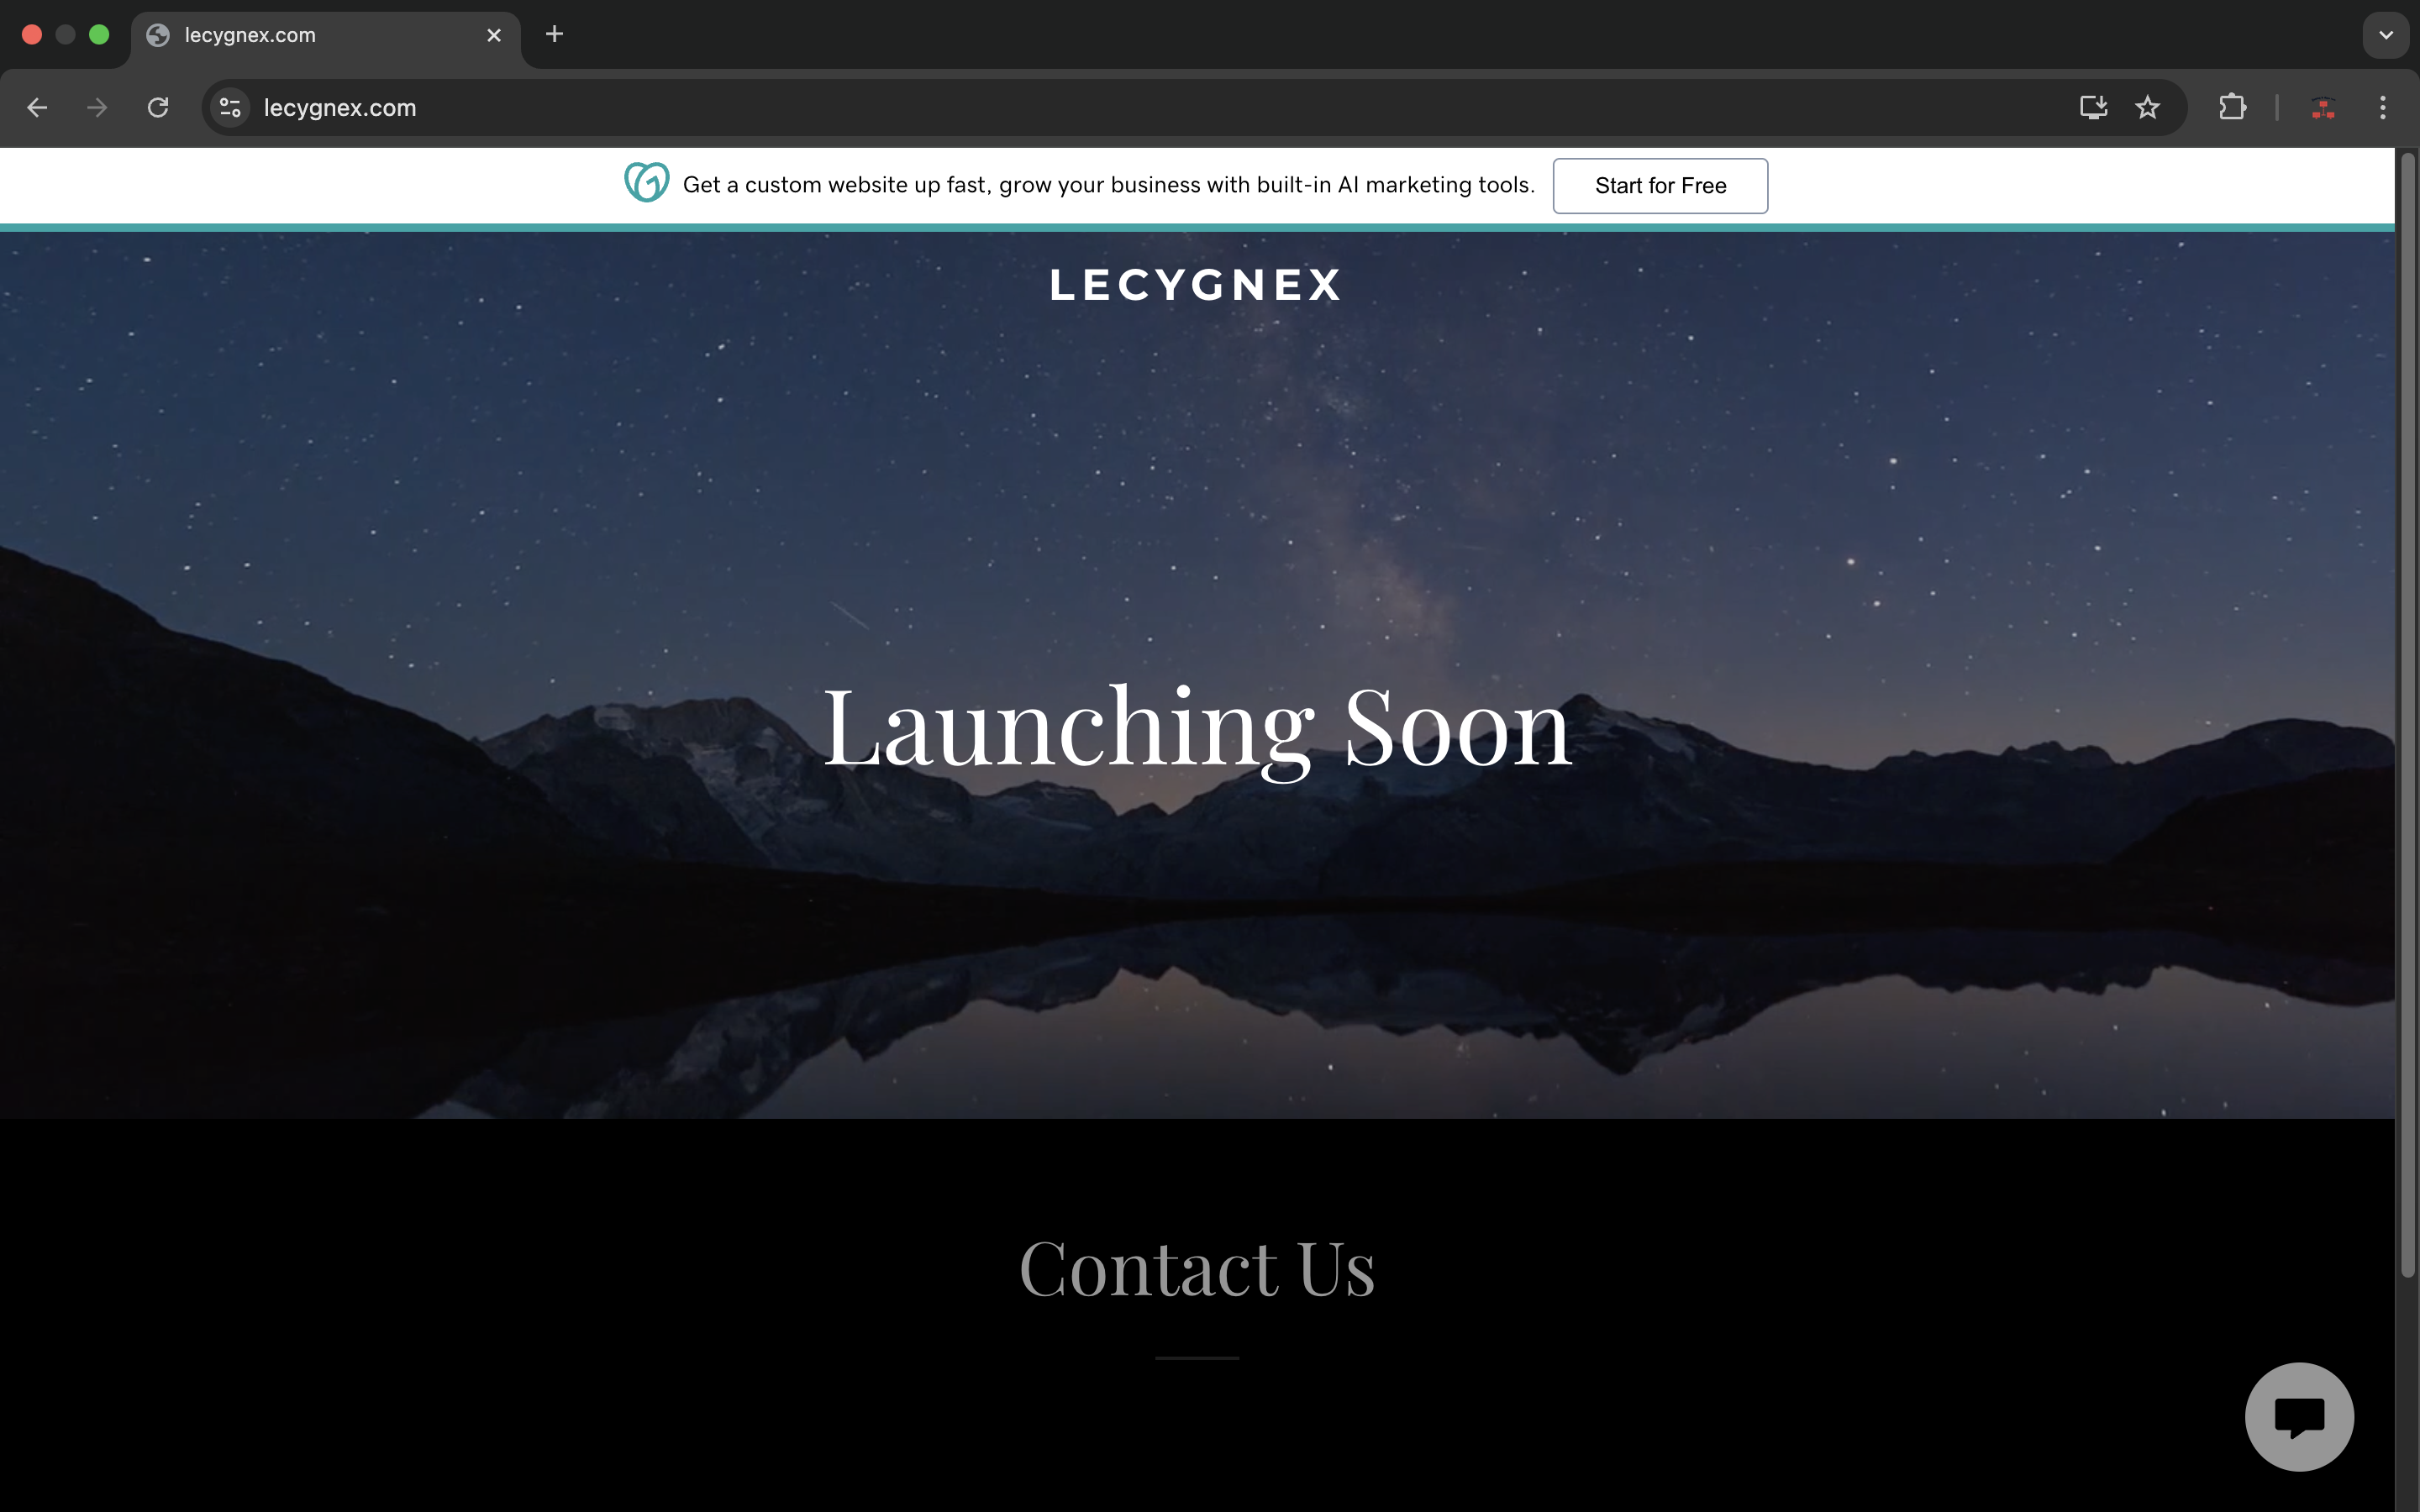 lecygnex.com
lecygnex.com
Get a custom website up fast, grow your business with built-in AI marketing tools. Start for Free
LECYGNEX
Launching Soon
Contact Us